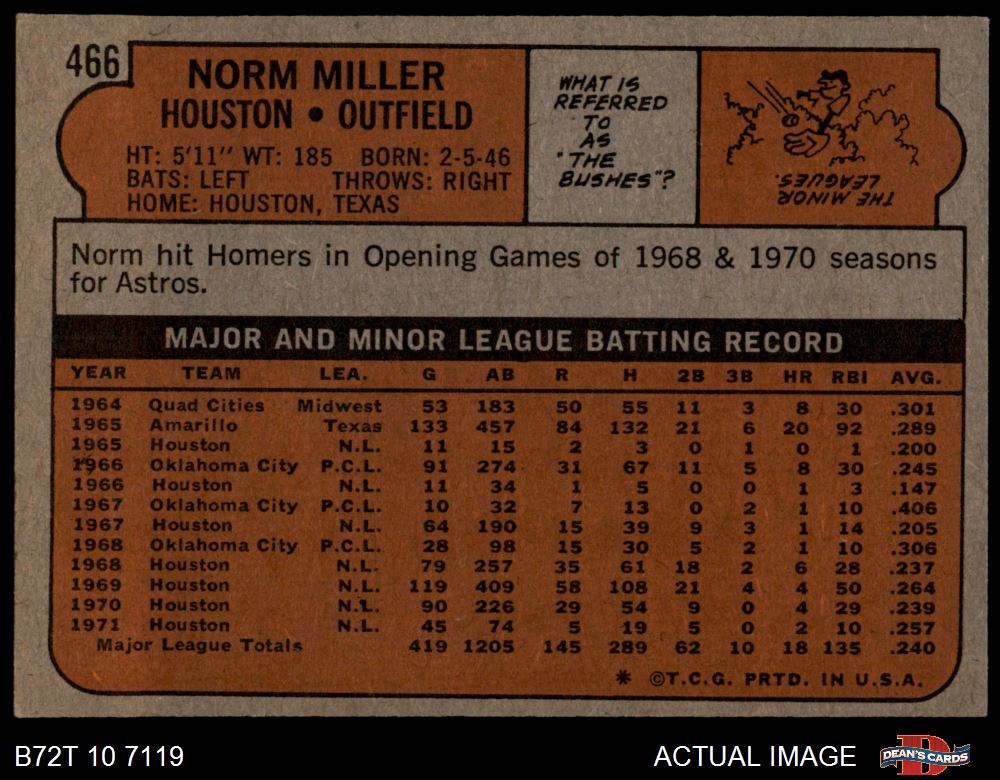 466
NORM MILLER
HOUSTON • OUTFIELD
HT: 5'11" WT: 185 BORN: 2-5-46
BATS: LEFT THROWS: RIGHT
HOME: HOUSTON, TEXAS
WHAT IS
REFERRED
TO
AS
"THE
BUSHES"?
THE MINOR
LEAGUES.
Norm hit Homers in Opening Games of 1968 & 1970 seasons
for Astros.
MAJOR AND MINOR LEAGUE BATTING RECORD
YEAR TEAM LEA. G AB R H 2B 3B HR RBI AVG.
1964 Quad Cities Midwest 53 183 50 55 11 3 8 30 .301
1965 Amarillo Texas 133 457 84 132 21 6 20 92 .289
1965 Houston N.L. 11 15 2 3 0 1 0 1 .200
1966 Oklahoma City P.C.L. 91 274 31 67 11 5 8 30 .245
1966 Houston N.L. 11 34 1 5 0 0 1 3 .147
1967 Oklahoma City P.C.L. 10 32 7 13 0 2 1 10 .406
1967 Houston N.L. 64 190 15 39 9 3 1 14 .205
1968 Oklahoma City P.C.L. 28 98 15 30 5 2 1 10 .306
1968 Houston N.L. 79 257 35 61 18 2 6 28 .237
1969 Houston N.L. 119 409 58 108 21 4 4 50 .264
1970 Houston N.L. 90 226 29 54 9 0 4 29 .239
1971 Houston N.L. 45 74 5 19 5 0 2 10 .257
Major League Totals 419 1205 145 289 62 10 18 135 .240
* ©T.C.G. PRTD. IN U.S.A.
B72T 10 7119
ACTUAL IMAGE
DEAN'S CARDS